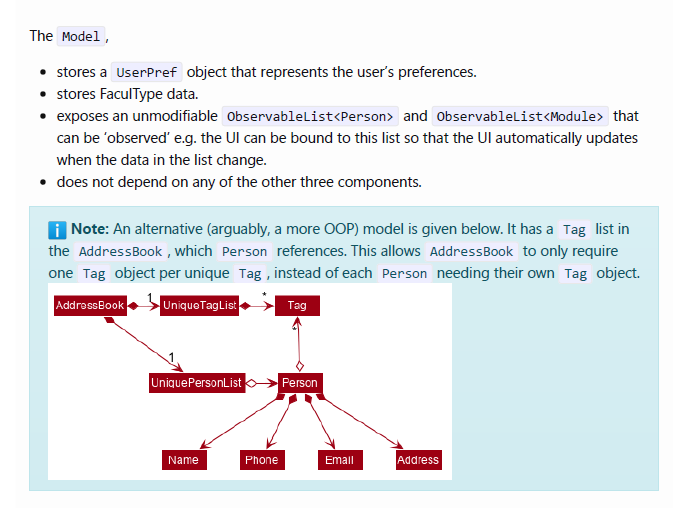 The Model ,
• stores a UserPref object that represents the user’s preferences.
• stores FaculType data.
• exposes an unmodifiable ObservableList<Person> and ObservableList<Module> that
can be ‘observed’ e.g. the UI can be bound to this list so that the UI automatically updates
when the data in the list change.
• does not depend on any of the other three components.
i Note: An alternative (arguably, a more OOP) model is given below. It has a Tag list in
the AddressBook , which Person references. This allows AddressBook to only require
one Tag object per unique Tag , instead of each Person needing their own Tag object.
AddressBook 1 UniqueTagList * Tag
*
1
UniquePersonList Person
Name Phone Email Address